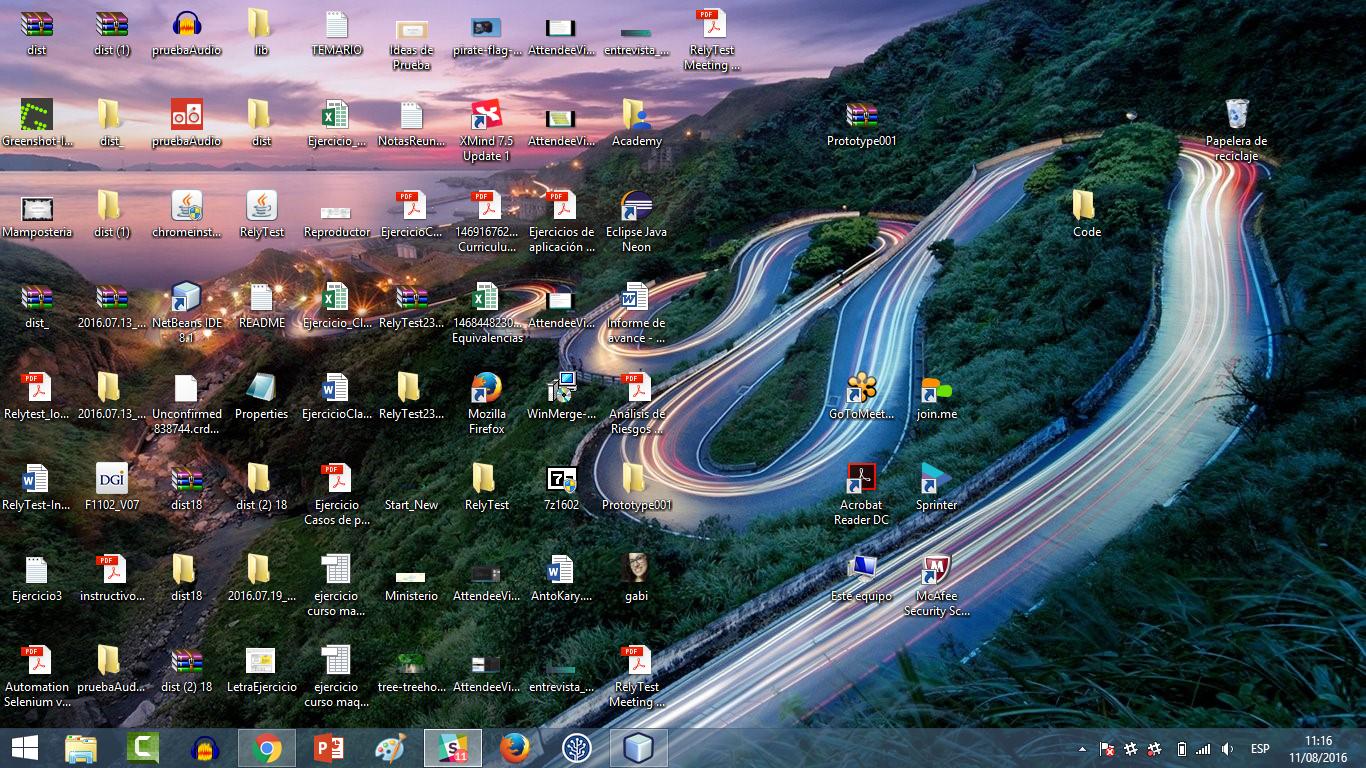 dist
dist (1)
pruebaAudio
lib
TEMARIO
Ideas de
Prueba
pirate-flag-...
AttendeeVi...
entrevista_...
RelyTest
Meeting ...
Greenshot-I...
dist_
pruebaAudio
dist
Ejercicio_...
NotasReun...
XMind 7.5
Update 1
AttendeeVi...
Academy
Prototype001
Papelera de
reciclaje
Mamposteria
dist (1)
chromeinst...
RelyTest
Reproductor
EjercicioC...
146916762...
Curriculu...
Ejercicios de
aplicación ...
Eclipse Java
Neon
Code
dist_
2016.07.13_...
NetBeans IDE
8.1
README
Ejercicio_Cl...
RelyTest23...
1468448230...
Equivalencias
AttendeeVi...
Informe de
avance - ...
Relytest_lo...
2016.07.13_...
Unconfirmed
838744.crd...
Properties
EjercicioCla...
RelyTest23...
Mozilla
Firefox
WinMerge-...
Análisis de
Riesgos ...
GoToMeet...
join.me
RelyTest-In...
DGI
F1102_V07
dist18
dist (2) 18
Ejercicio
Casos de p...
Start_New
RelyTest
7z1602
Prototype001
Acrobat
Reader DC
Sprinter
Ejercicio3
instructivo...
dist18
2016.07.19_...
ejercicio
curso ma...
Ministerio
AttendeeVi...
AntoKary....
gabi
Este equipo
McAfee
Security Sc...
Automation
Selenium v...
pruebaAud...
dist (2) 18
LetraEjercicio
ejercicio
curso maq...
tree-treeho...
AttendeeVi...
entrevista_...
RelyTest
Meeting ...
11
ESP
11:16
11/08/2016